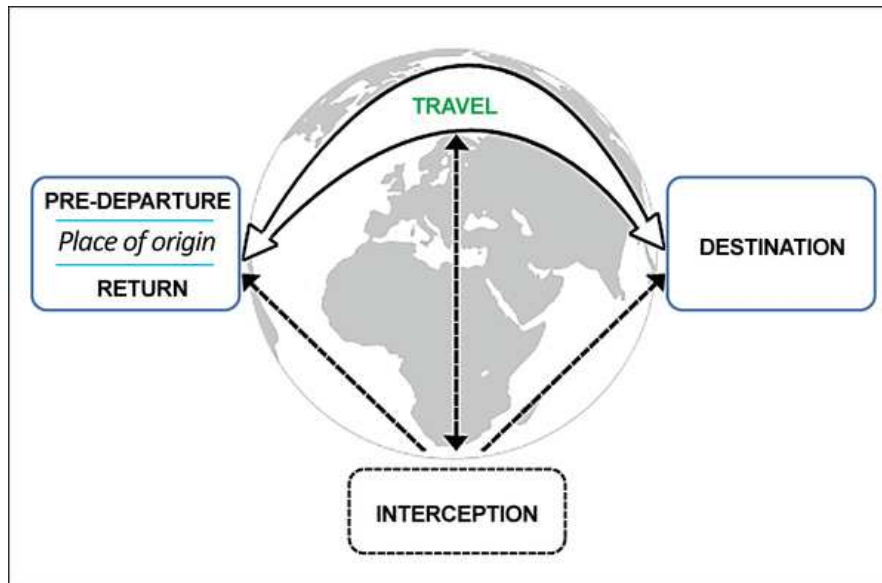 TRAVEL
PRE-DEPARTURE
Place of origin
RETURN
DESTINATION
INTERCEPTION